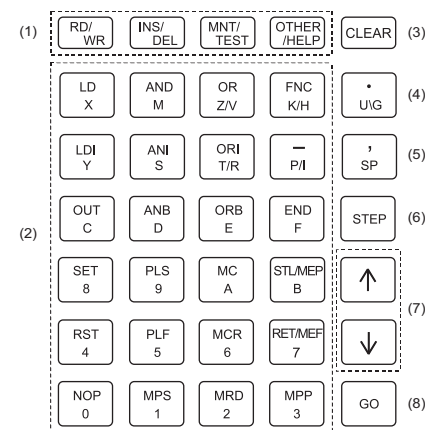 (1) RD/ INS/ MNT/ OTHER CLEAR (3)
WR DEL TEST /HELP
LD AND OR FNC • (4)
X M Z/V K/H U\G
LDI ANI ORI — ' (5)
Y S T/R P/I SP
OUT ANB ORB END STEP (6)
C D E F
(2)
SET PLS MC STL/MEP ↑
8 9 A B
(7)
RST PLF MCR RET/MEF ↓
4 5 6 7
NOP MPS MRD MPP GO (8)
0 1 2 3